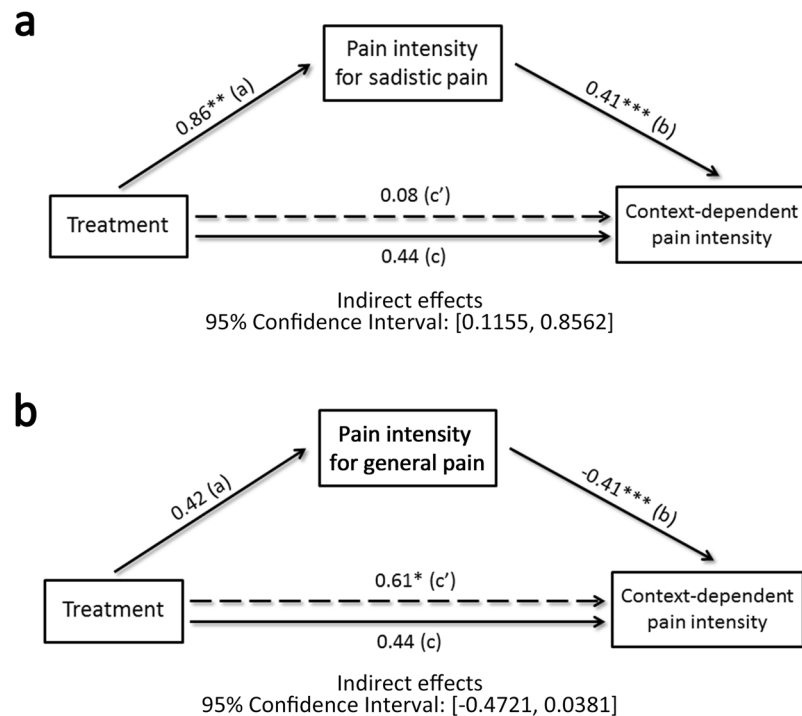 a
Pain intensity
for sadistic pain
0.86** (a)
0.41*** (b)
Treatment
0.08 (c’)
0.44 (c)
Context-dependent
pain intensity
Indirect effects
95% Confidence Interval: [0.1155, 0.8562]
b
Pain intensity
for general pain
0.42 (a)
-0.41*** (b)
Treatment
0.61* (c’)
0.44 (c)
Context-dependent
pain intensity
Indirect effects
95% Confidence Interval: [-0.4721, 0.0381]